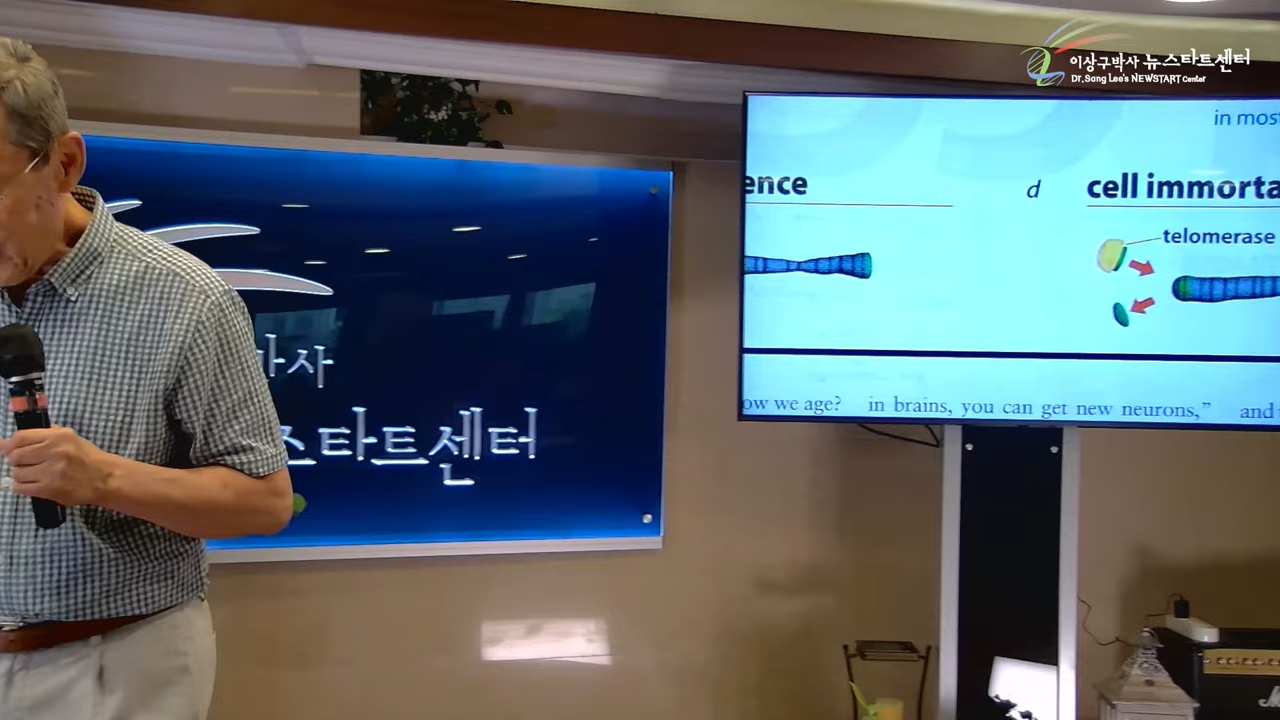 이상구박사 뉴스타트센터
Dr. Sang Lee's NEWSTART Center
in most
ence
d
cell immorta
telomerase
ow we age? in brains, you can get new neurons,” and
사
스타트센터